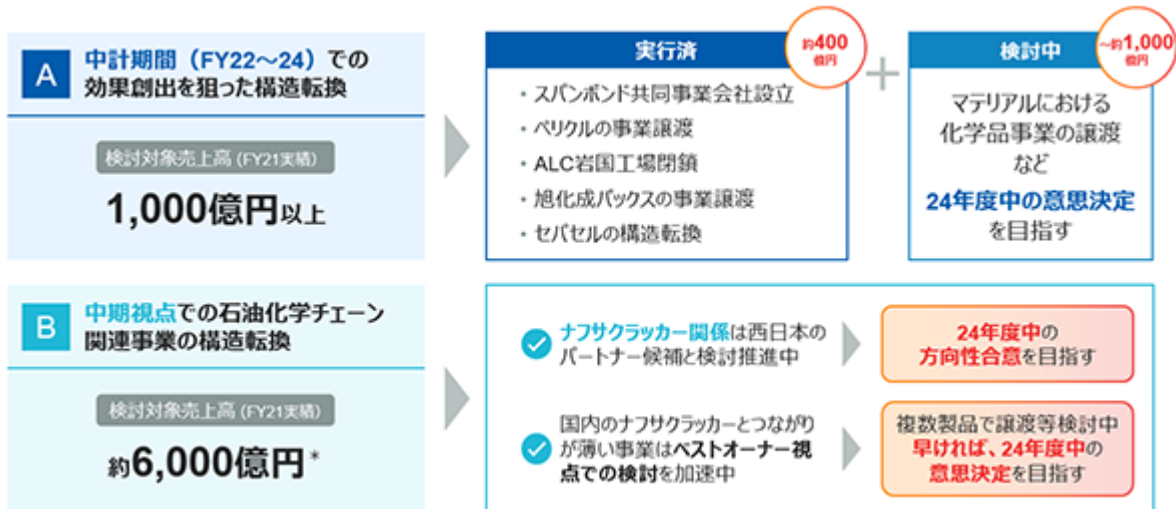 A
中計期間（FY22～24）での
効果創出を狙った構造転換
検討対象売上高 (FY21実績)
1,000億円以上
実行済
約400
億円
・スパンボンド共同事業会社設立
・ペリクルの事業譲渡
・ALC岩国工場閉鎖
・旭化成パックスの事業譲渡
・セパセルの構造転換
+
検討中
～約1,000
億円
マテリアルにおける
化学品事業の譲渡
など
24年度中の意思決定
を目指す
B
中期視点での石油化学チェーン
関連事業の構造転換
検討対象売上高 (FY21実績)
約6,000億円*
ナフサクラッカー関係は西日本の
パートナー候補と検討推進中
24年度中の
方向性合意を目指す
国内のナフサクラッカーとつながり
が薄い事業はベストオーナー視
点での検討を加速中
複数製品で譲渡等検討中
早ければ、24年度中の
意思決定を目指す